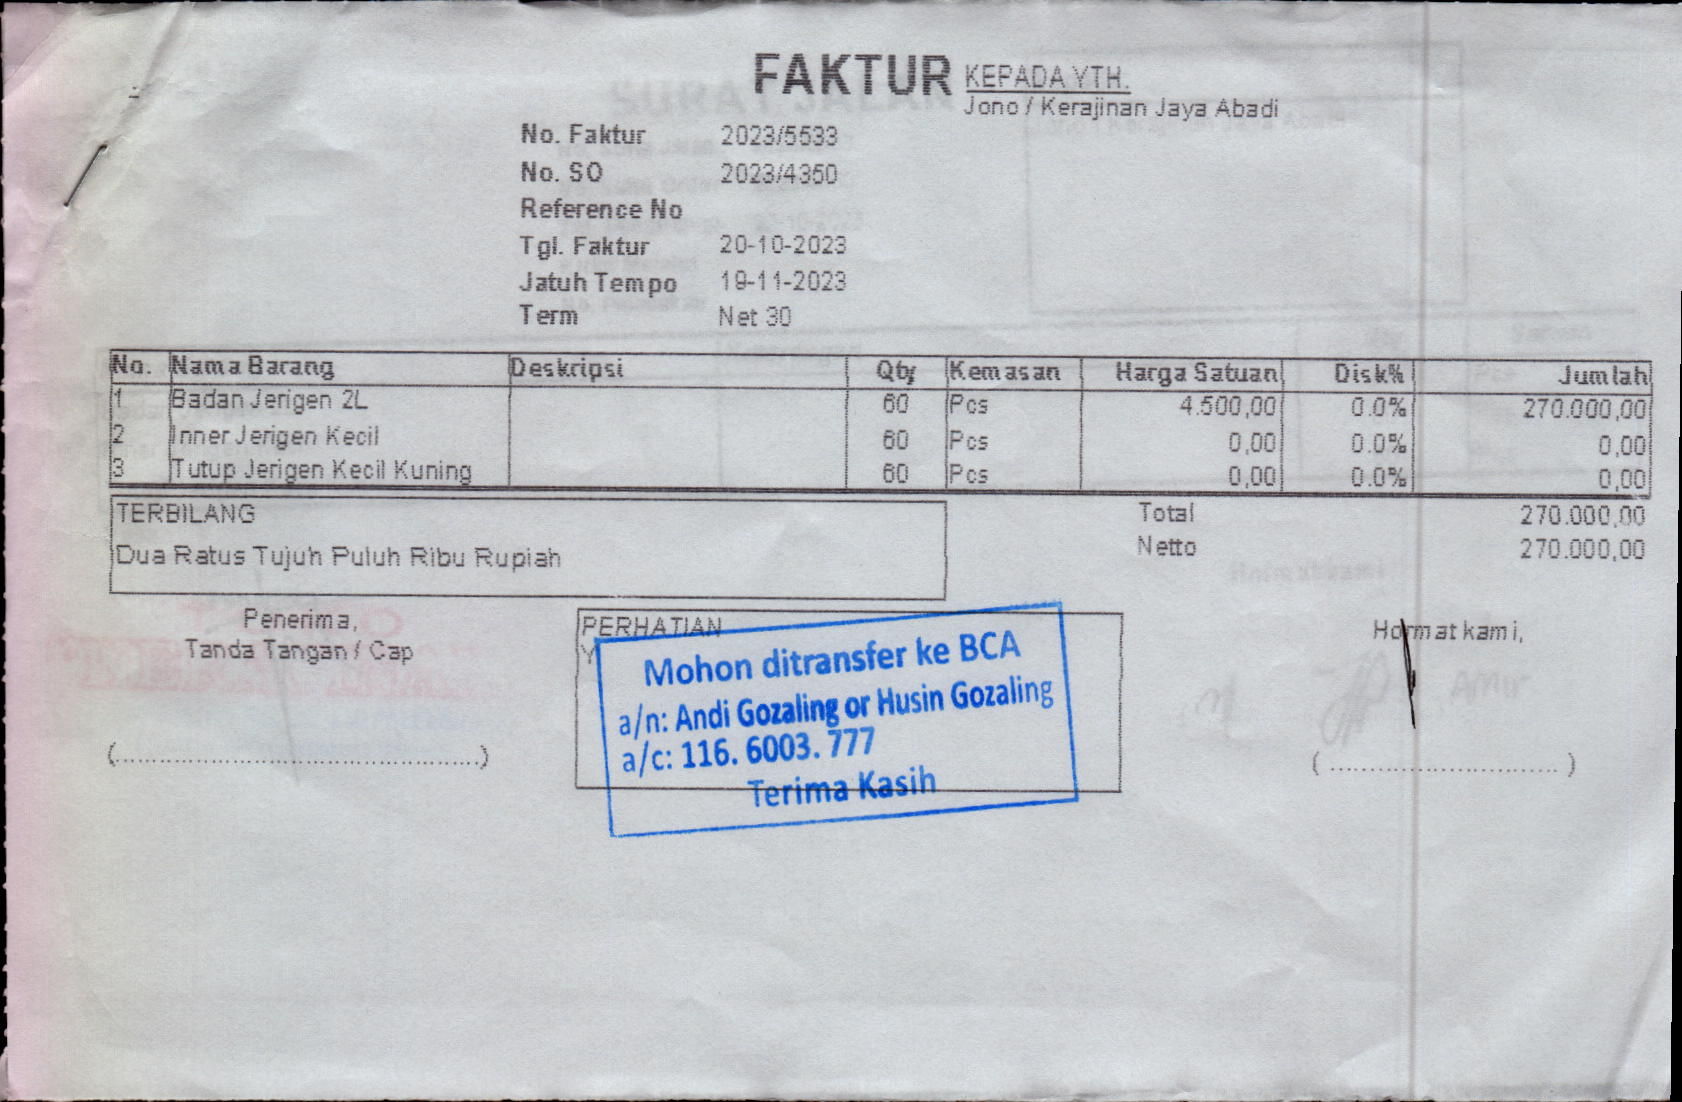 FAKTUR
KEPADA YTH.
Jono / Kerajinan Jaya Abadi
No. Faktur 2023/5533
No. SO 2023/4350
Reference No
Tgl. Faktur 20-10-2023
Jatuh Tempo 19-11-2023
Term Net 30
No. Nama Barang Deskripsi Qty Kemasan Harga Satuan Disk% Jumlah
1 Badan Jerigen 2L 60 Pcs 4.500,00 0.0% 270.000,00
2 Inner Jerigen Kecil 60 Pcs 0,00 0.0% 0,00
3 Tutup Jerigen Kecil Kuning 60 Pcs 0,00 0.0% 0,00
TERBILANG
Dua Ratus Tujuh Puluh Ribu Rupiah
Total 270.000,00
Netto 270.000,00
Penerima,
Tanda Tangan / Cap
(..............................................)
PERHATIAN
Mohon ditransfer ke BCA
a/n: Andi Gozaling or Husin Gozaling
a/c: 116. 6003. 777
Terima Kasih
Hormat kami,
( ............................ )